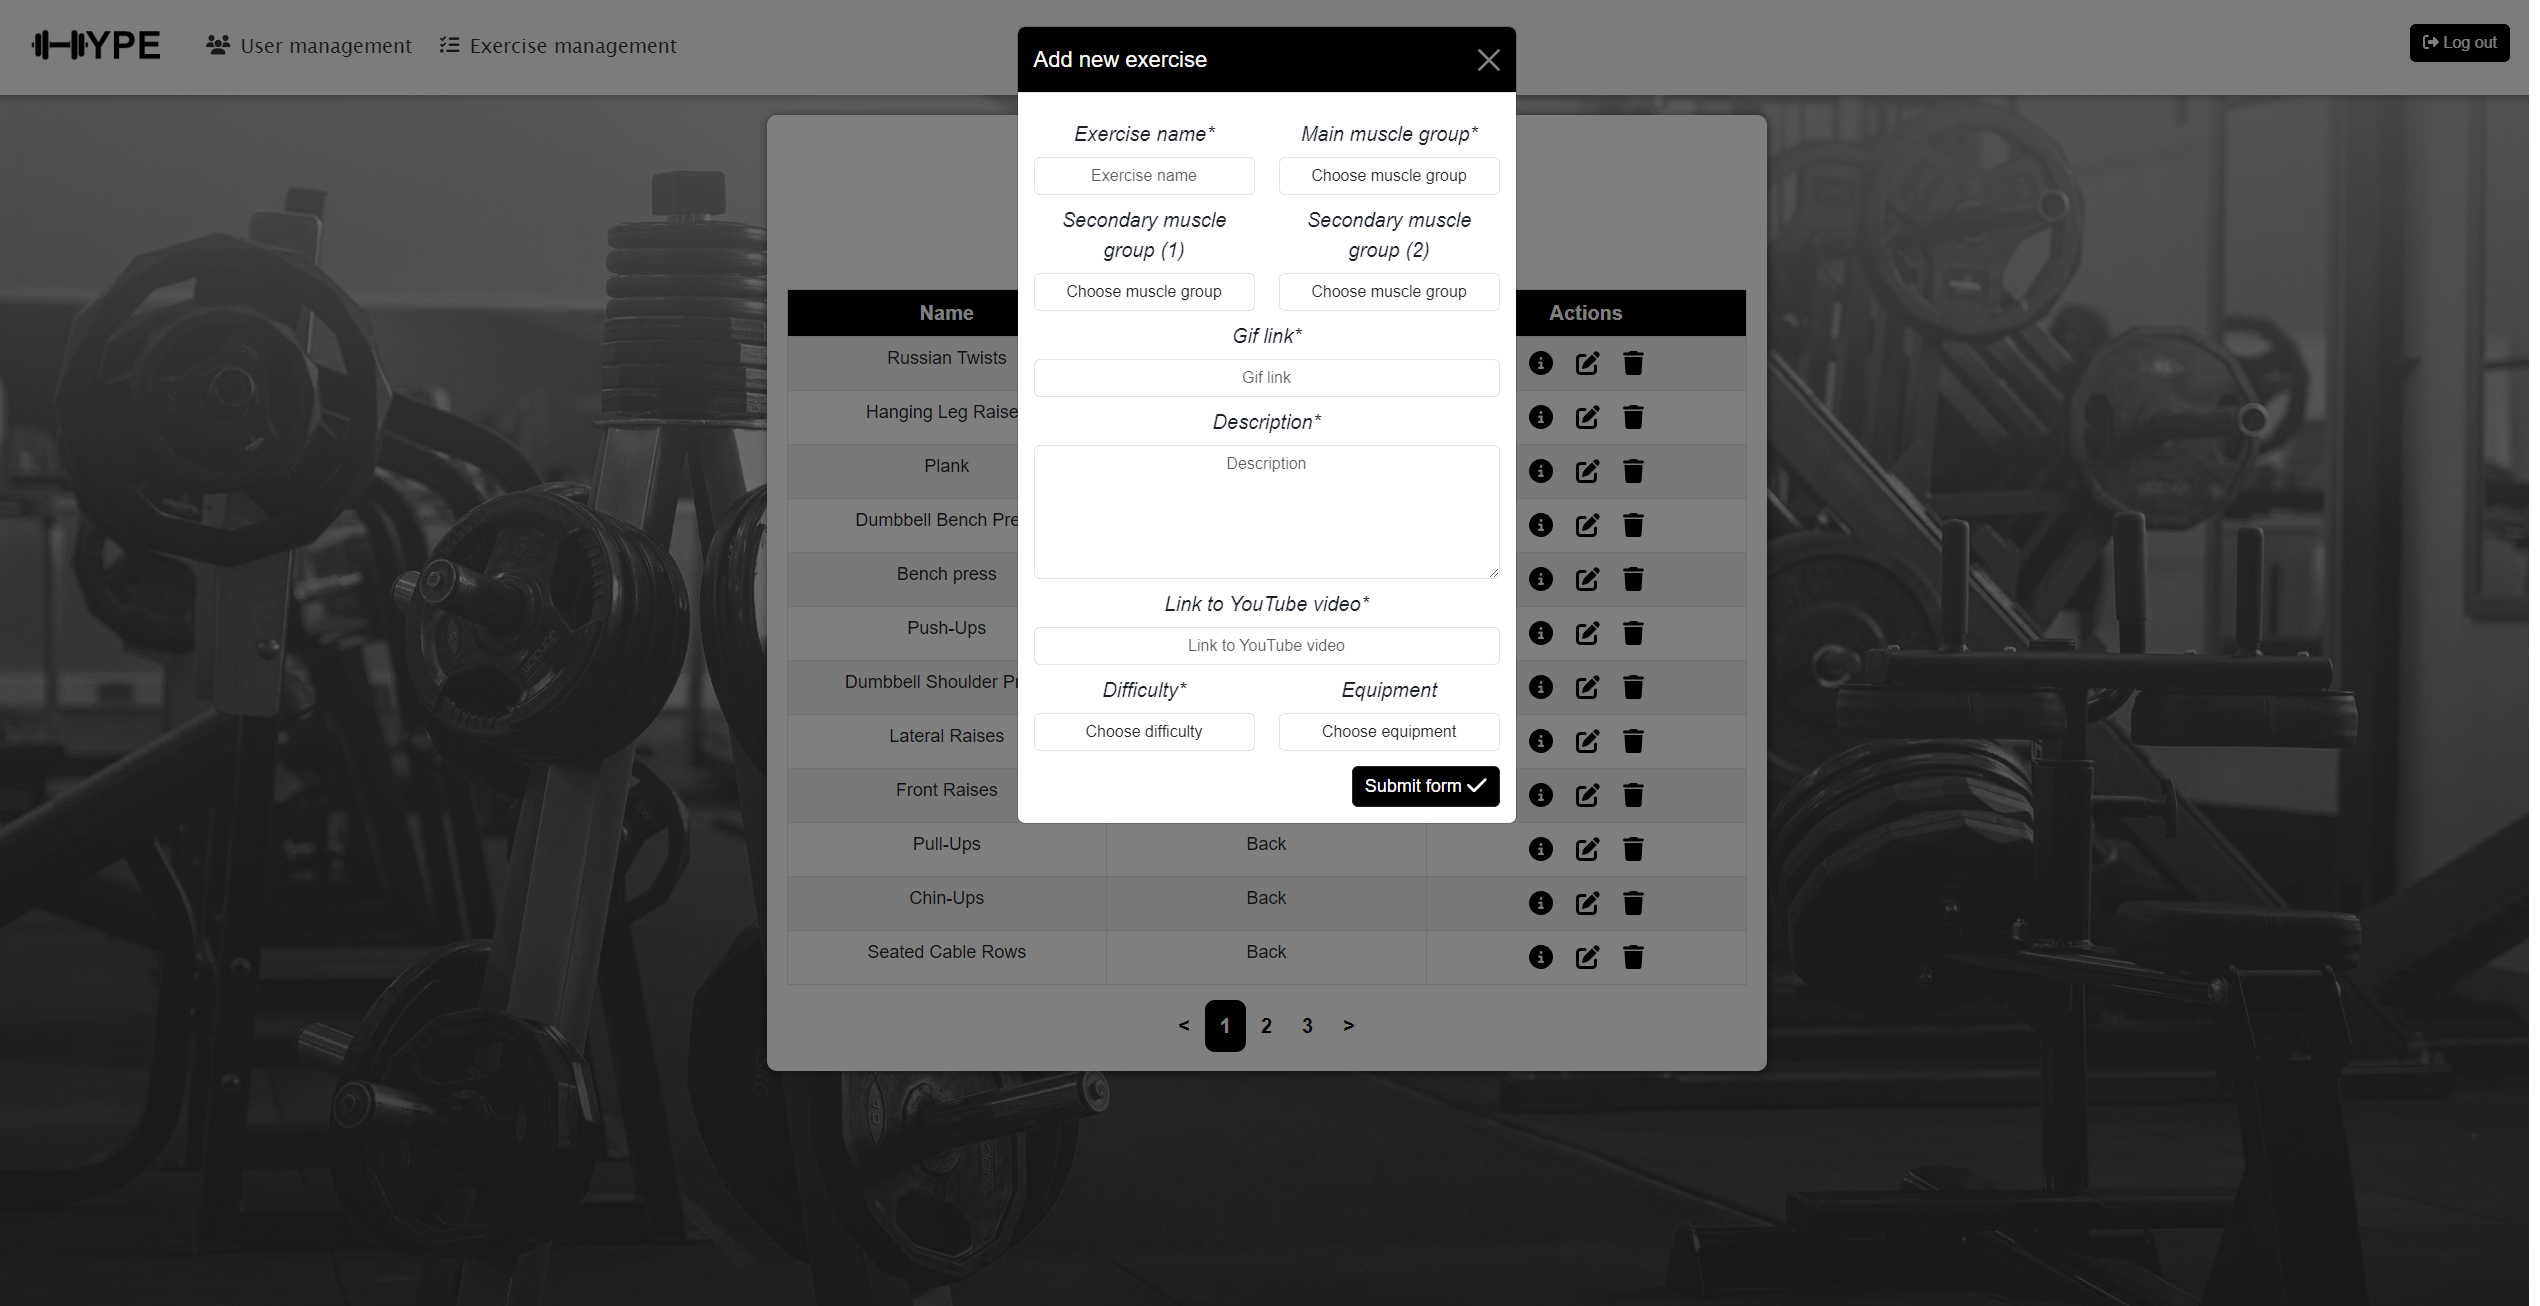 HYPE
User management
Exercise management
Log out
Add new exercise
Exercise name*
Main muscle group*
Exercise name
Choose muscle group
Secondary muscle
group (1)
Secondary muscle
group (2)
Choose muscle group
Choose muscle group
Gif link*
Gif link
Description*
Description
Link to YouTube video*
Link to YouTube video
Difficulty*
Equipment
Choose difficulty
Choose equipment
Submit form
Name
Actions
Russian Twists
Hanging Leg Raise
Plank
Dumbbell Bench Pre
Bench press
Push-Ups
Dumbbell Shoulder Pr
Lateral Raises
Front Raises
Pull-Ups
Back
Chin-Ups
Back
Seated Cable Rows
Back
< 1 2 3 >